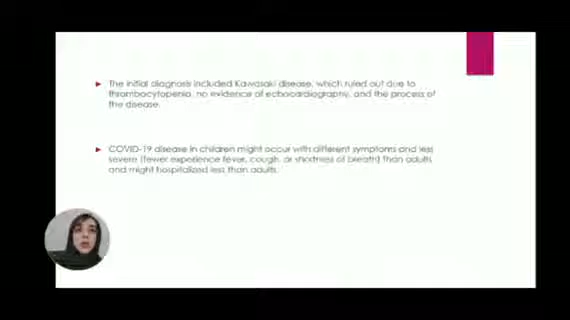 The initial diagnosis included Kawasaki disease, which ruled out due to
thrombocytopenia, no evidence of echocardiography, and the process of
the disease.
COVID-19 disease in children might occur with different symptoms and less
severe (fewer experience fever, cough, or shortness of breath) than adults
and might hospitalized less than adults.